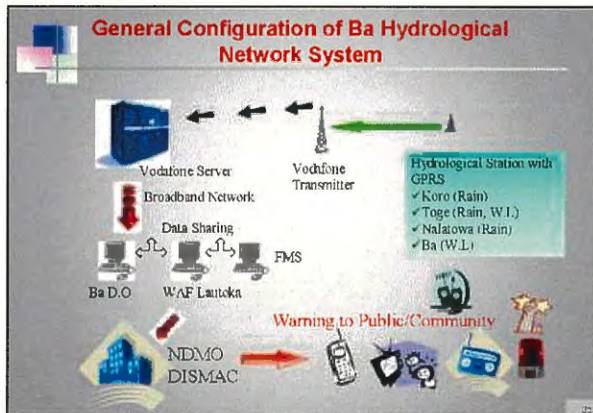 General Configuration of Ba Hydrological
Network System
Vodafone Server
Vodafone
Transmitter
Hydrological Station with
GPRS
✓Koro (Rain)
✓Toge (Rain, W.L.)
✓Nalatowa (Rain)
✓Ba (W.L)
Broadband Network
Data Sharing
FMS
Ba D.O
WAF Lautoka
Warning to Public/Community
NDMO
DISMAC